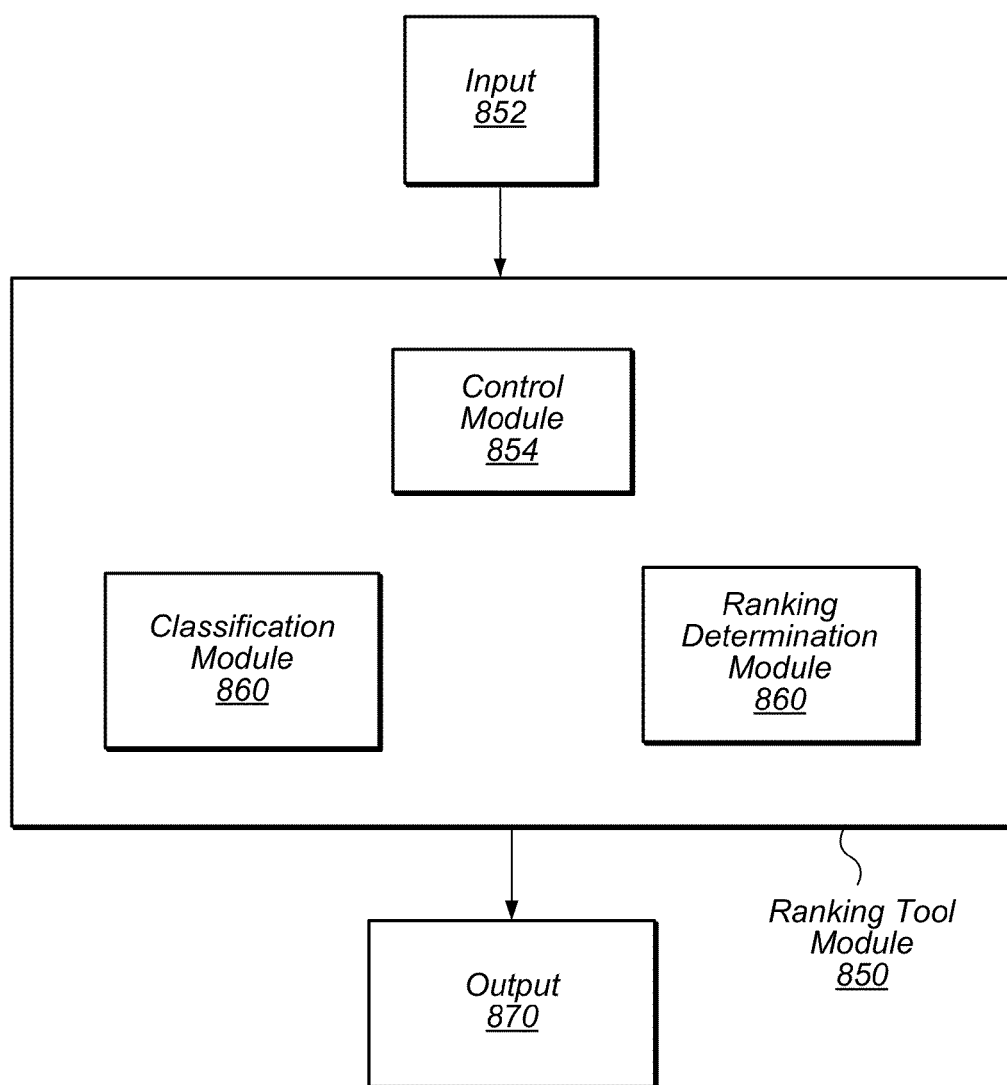 Input
852
Control
Module
854
Classification
Module
860
Ranking
Determination
Module
860
Ranking Tool
Module
850
Output
870